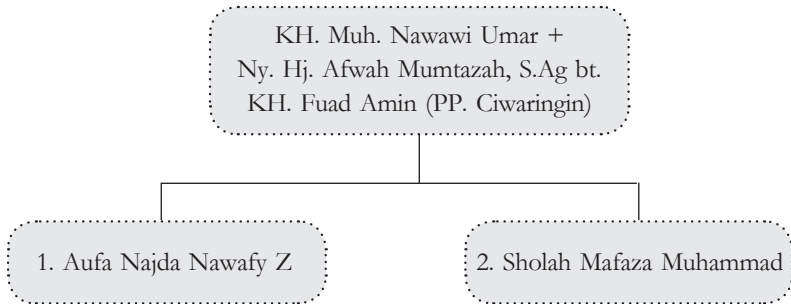 KH. Muh. Nawawi Umar +
Ny. Hj. Afwah Mumtazah, S.Ag bt.
KH. Fuad Amin (PP. Ciwaringin)
1. Aufa Najda Nawafy Z
2. Sholah Mafaza Muhammad